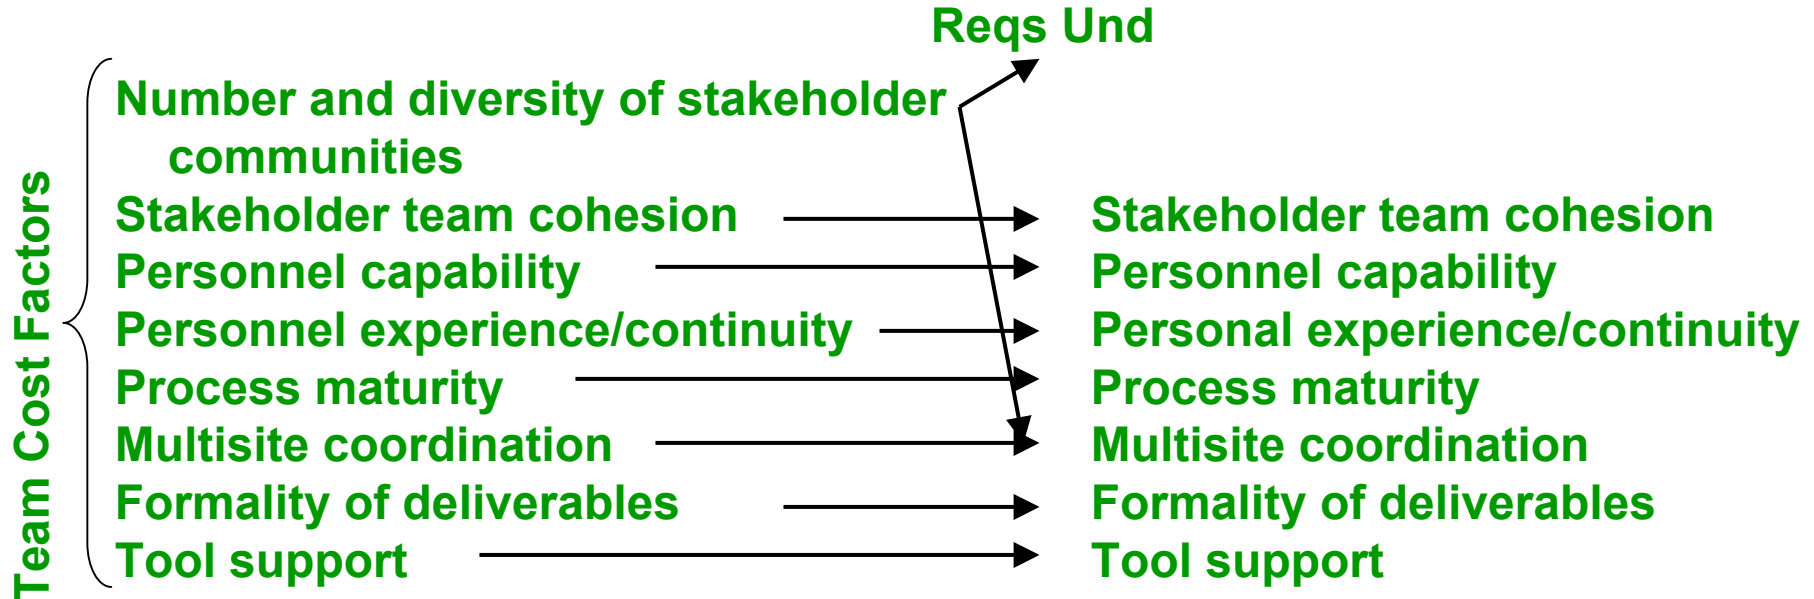 Reqs Und
Team Cost Factors
Number and diversity of stakeholder
communities
Stakeholder team cohesion
Personnel capability
Personnel experience/continuity
Process maturity
Multisite coordination
Formality of deliverables
Tool support
Stakeholder team cohesion
Personnel capability
Personal experience/continuity
Process maturity
Multisite coordination
Formality of deliverables
Tool support